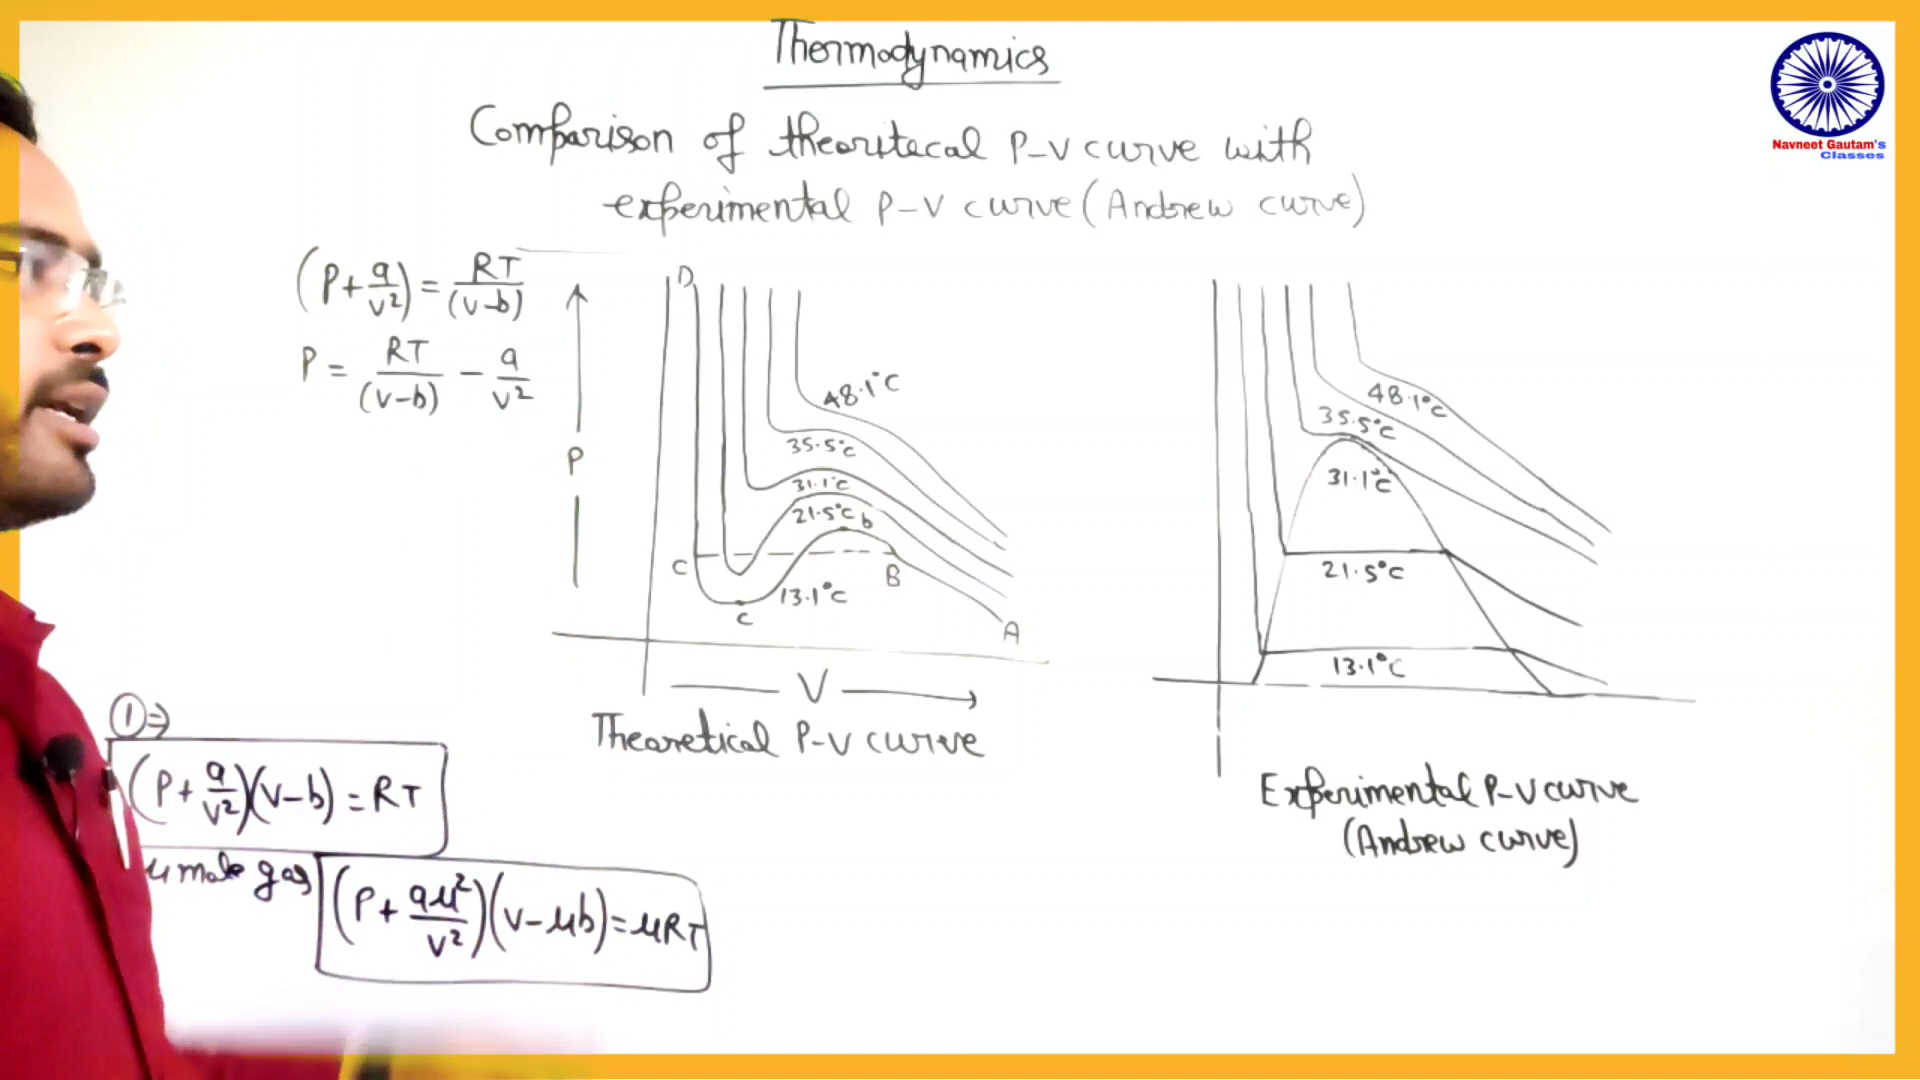 Thermodynamics
Comparison of theoritecal P-V curve with
experimental P-V curve (Andrew curve)
Navneet Gautam's
Classes
(P+a/v²) = RT/(v-b)
P = RT/(v-b) - a/v²
P
D
48.1°C
35.5°C
31.1°C
21.5°C b
C
B
13.1°C
c
A
V
Theoretical P-V curve
48.1°C
35.5°C
31.1°C
21.5°C
13.1°C
Experimental P-V curve
(Andrew curve)
①⇒
(P+a/v²)(v-b) = RT
μ mole gas
(P+aμ²/v²)(v-μb) = μRT